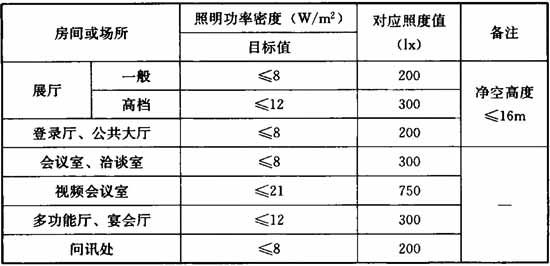 房间或场所 照明功率密度（W/m²） 对应照度值（lx） 备注
目标值
展厅 一般 ≤8 200 净空高度≤16m
高档 ≤12 300
登录厅、公共大厅 ≤8 200
会议室、洽谈室 ≤8 300 —
视频会议室 ≤21 750
多功能厅、宴会厅 ≤12 300
问讯处 ≤8 200